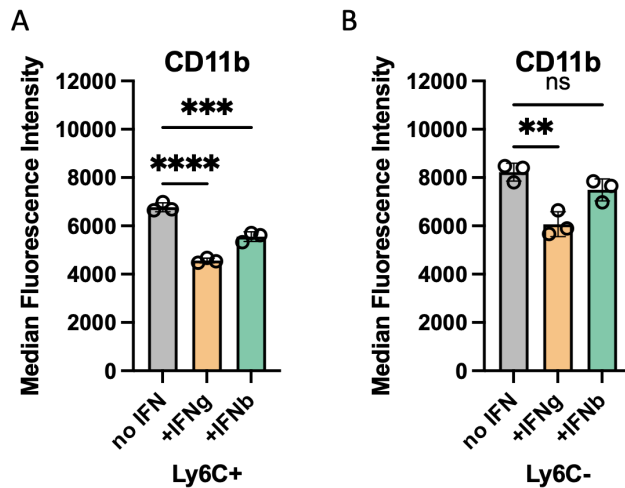 A
CD11b
Median Fluorescence Intensity
12000
10000
8000
6000
4000
2000
0
***
****
no IFN
+IFNg
+IFNb
Ly6C+
B
CD11b
ns
Median Fluorescence Intensity
12000
10000
8000
6000
4000
2000
0
**
no IFN
+IFNg
+IFNb
Ly6C-